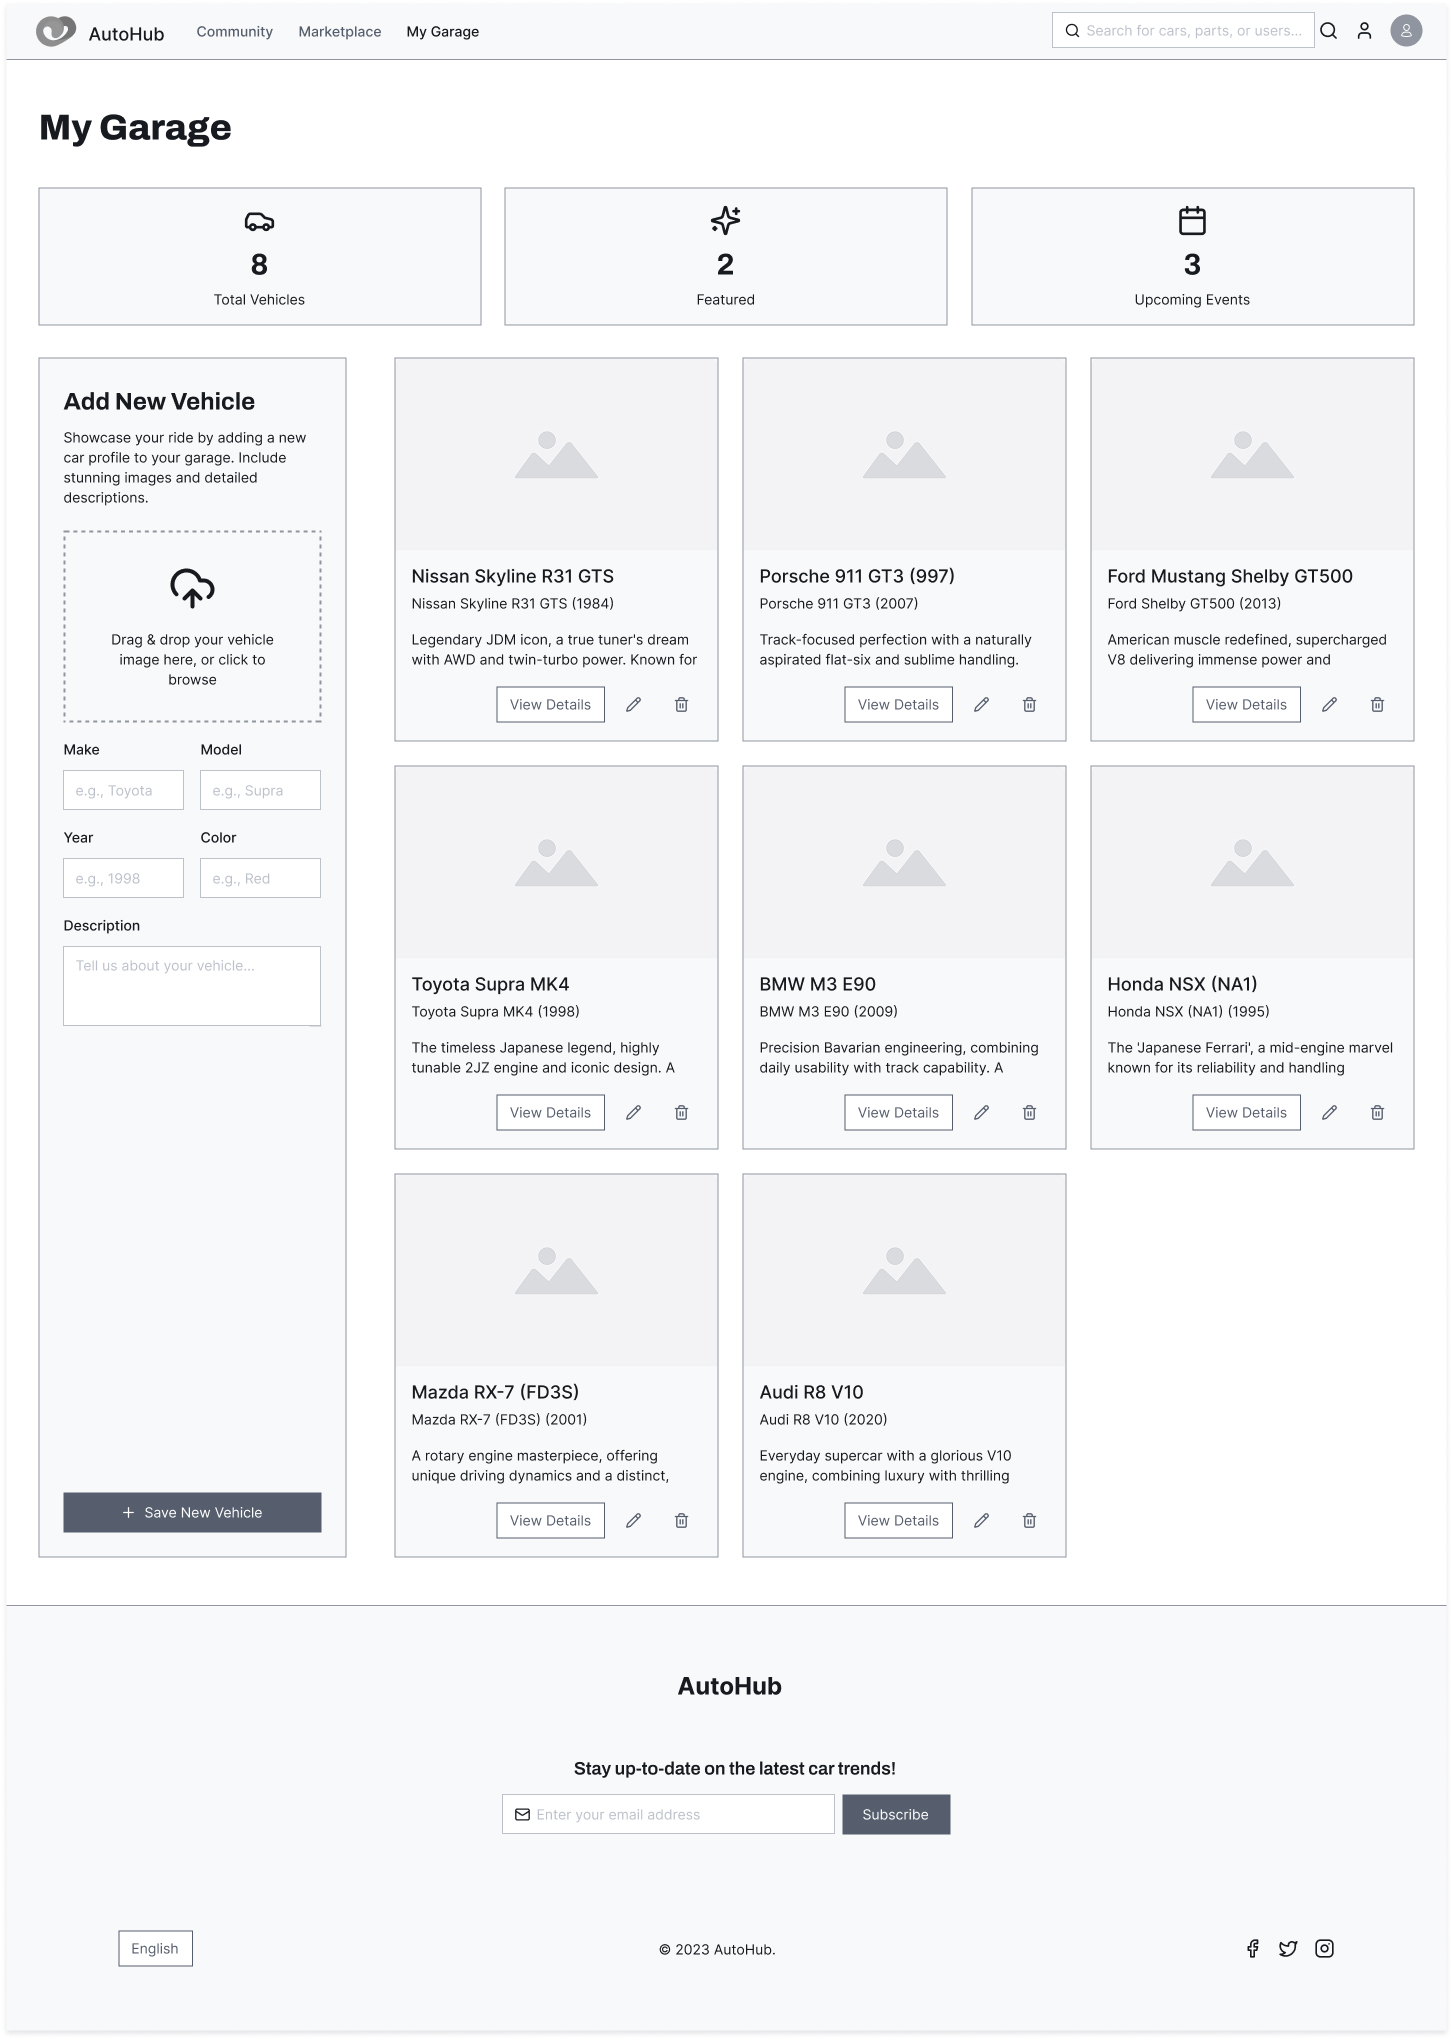 AutoHub
Community
Marketplace
My Garage
Search for cars, parts, or users...
My Garage
8
Total Vehicles
2
Featured
3
Upcoming Events
Add New Vehicle
Showcase your ride by adding a new
car profile to your garage. Include
stunning images and detailed
descriptions.
Drag & drop your vehicle
image here, or click to
browse
Make
Model
e.g., Toyota
e.g., Supra
Year
Color
e.g., 1998
e.g., Red
Description
Tell us about your vehicle...
Save New Vehicle
Nissan Skyline R31 GTS
Nissan Skyline R31 GTS (1984)
Legendary JDM icon, a true tuner's dream
with AWD and twin-turbo power. Known for
View Details
Porsche 911 GT3 (997)
Porsche 911 GT3 (2007)
Track-focused perfection with a naturally
aspirated flat-six and sublime handling.
View Details
Ford Mustang Shelby GT500
Ford Shelby GT500 (2013)
American muscle redefined, supercharged
V8 delivering immense power and
View Details
Toyota Supra MK4
Toyota Supra MK4 (1998)
The timeless Japanese legend, highly
tunable 2JZ engine and iconic design. A
View Details
BMW M3 E90
BMW M3 E90 (2009)
Precision Bavarian engineering, combining
daily usability with track capability. A
View Details
Honda NSX (NA1)
Honda NSX (NA1) (1995)
The 'Japanese Ferrari', a mid-engine marvel
known for its reliability and handling
View Details
Mazda RX-7 (FD3S)
Mazda RX-7 (FD3S) (2001)
A rotary engine masterpiece, offering
unique driving dynamics and a distinct,
View Details
Audi R8 V10
Audi R8 V10 (2020)
Everyday supercar with a glorious V10
engine, combining luxury with thrilling
View Details
AutoHub
Stay up-to-date on the latest car trends!
Enter your email address
Subscribe
English
© 2023 AutoHub.